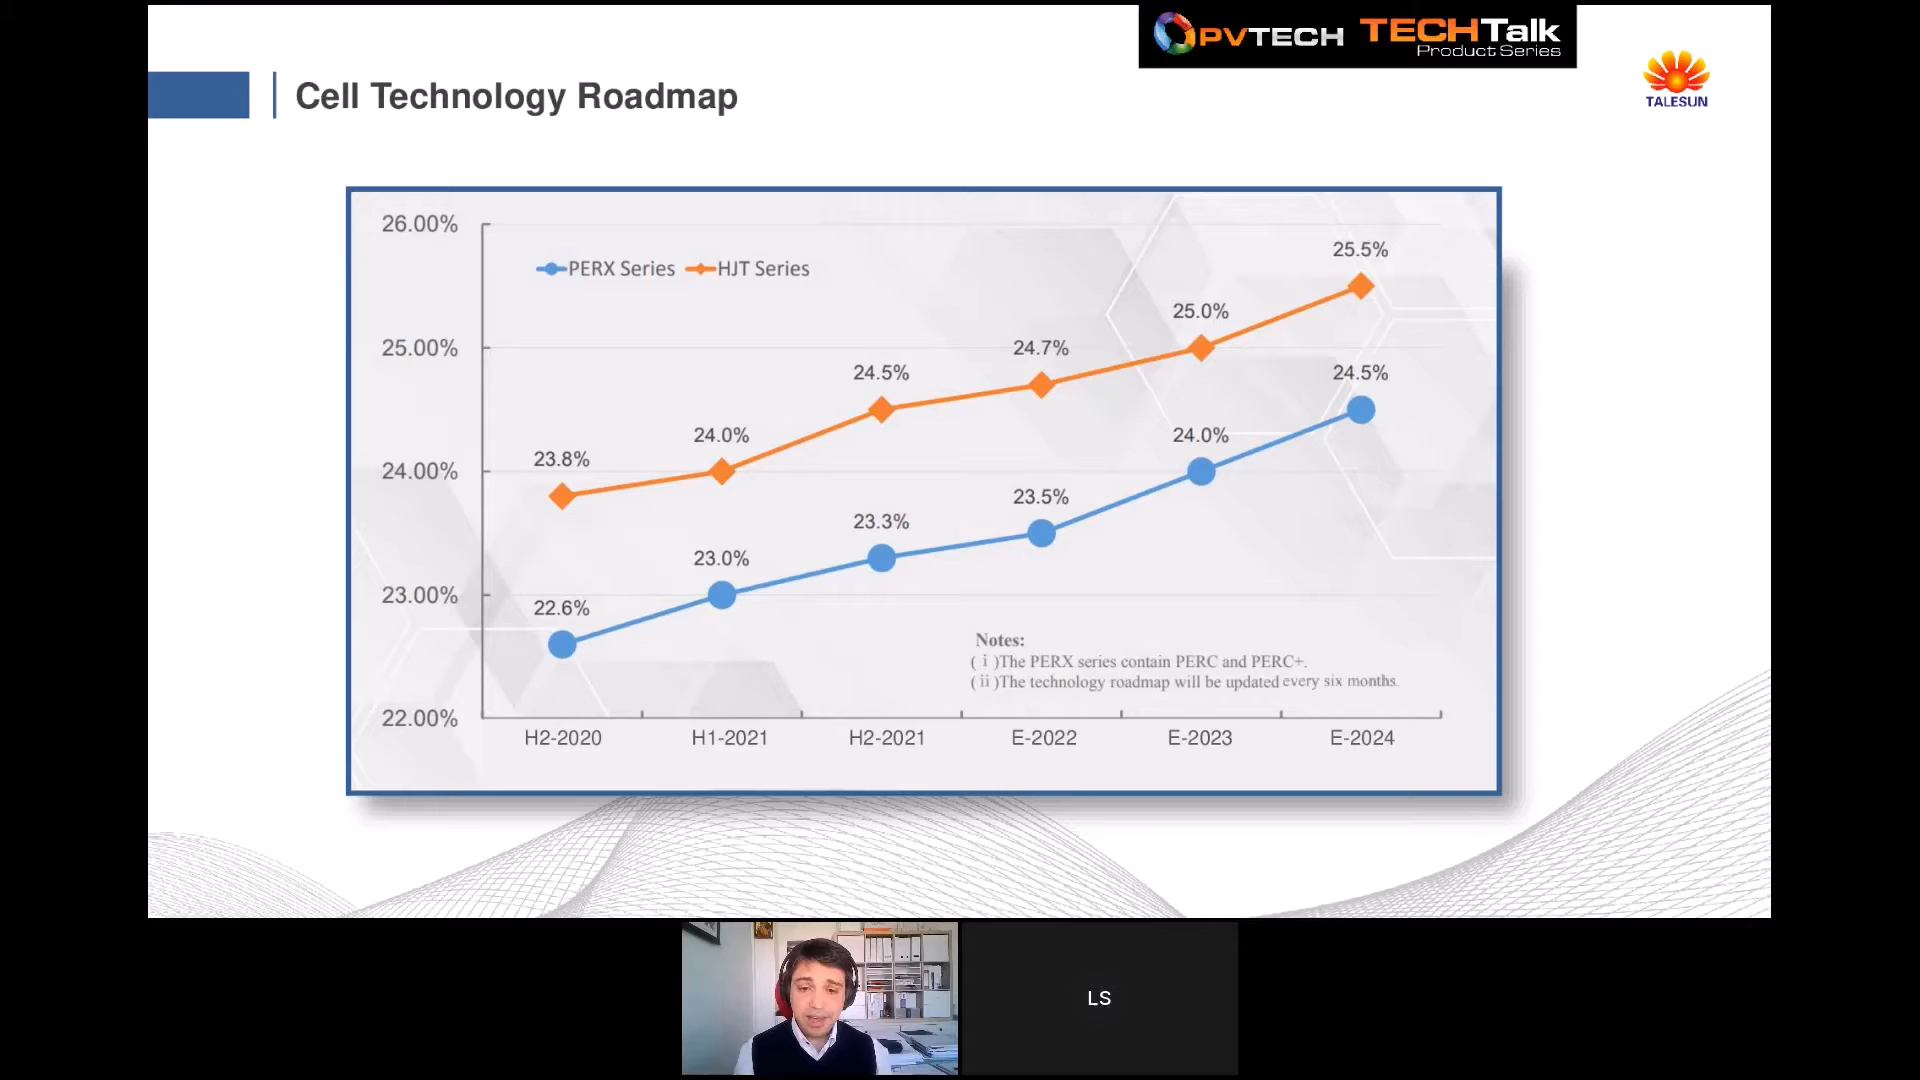 PVTECH TECHTalk
Product Series
TALESUN
Cell Technology Roadmap
26.00%
25.00%
24.00%
23.00%
22.00%
PERX Series HJT Series
23.8%
24.0%
24.5%
24.7%
25.0%
25.5%
22.6%
23.0%
23.3%
23.5%
24.0%
24.5%
Notes:
( i )The PERX series contain PERC and PERC+.
( ii )The technology roadmap will be updated every six months.
H2-2020 H1-2021 H2-2021 E-2022 E-2023 E-2024
LS